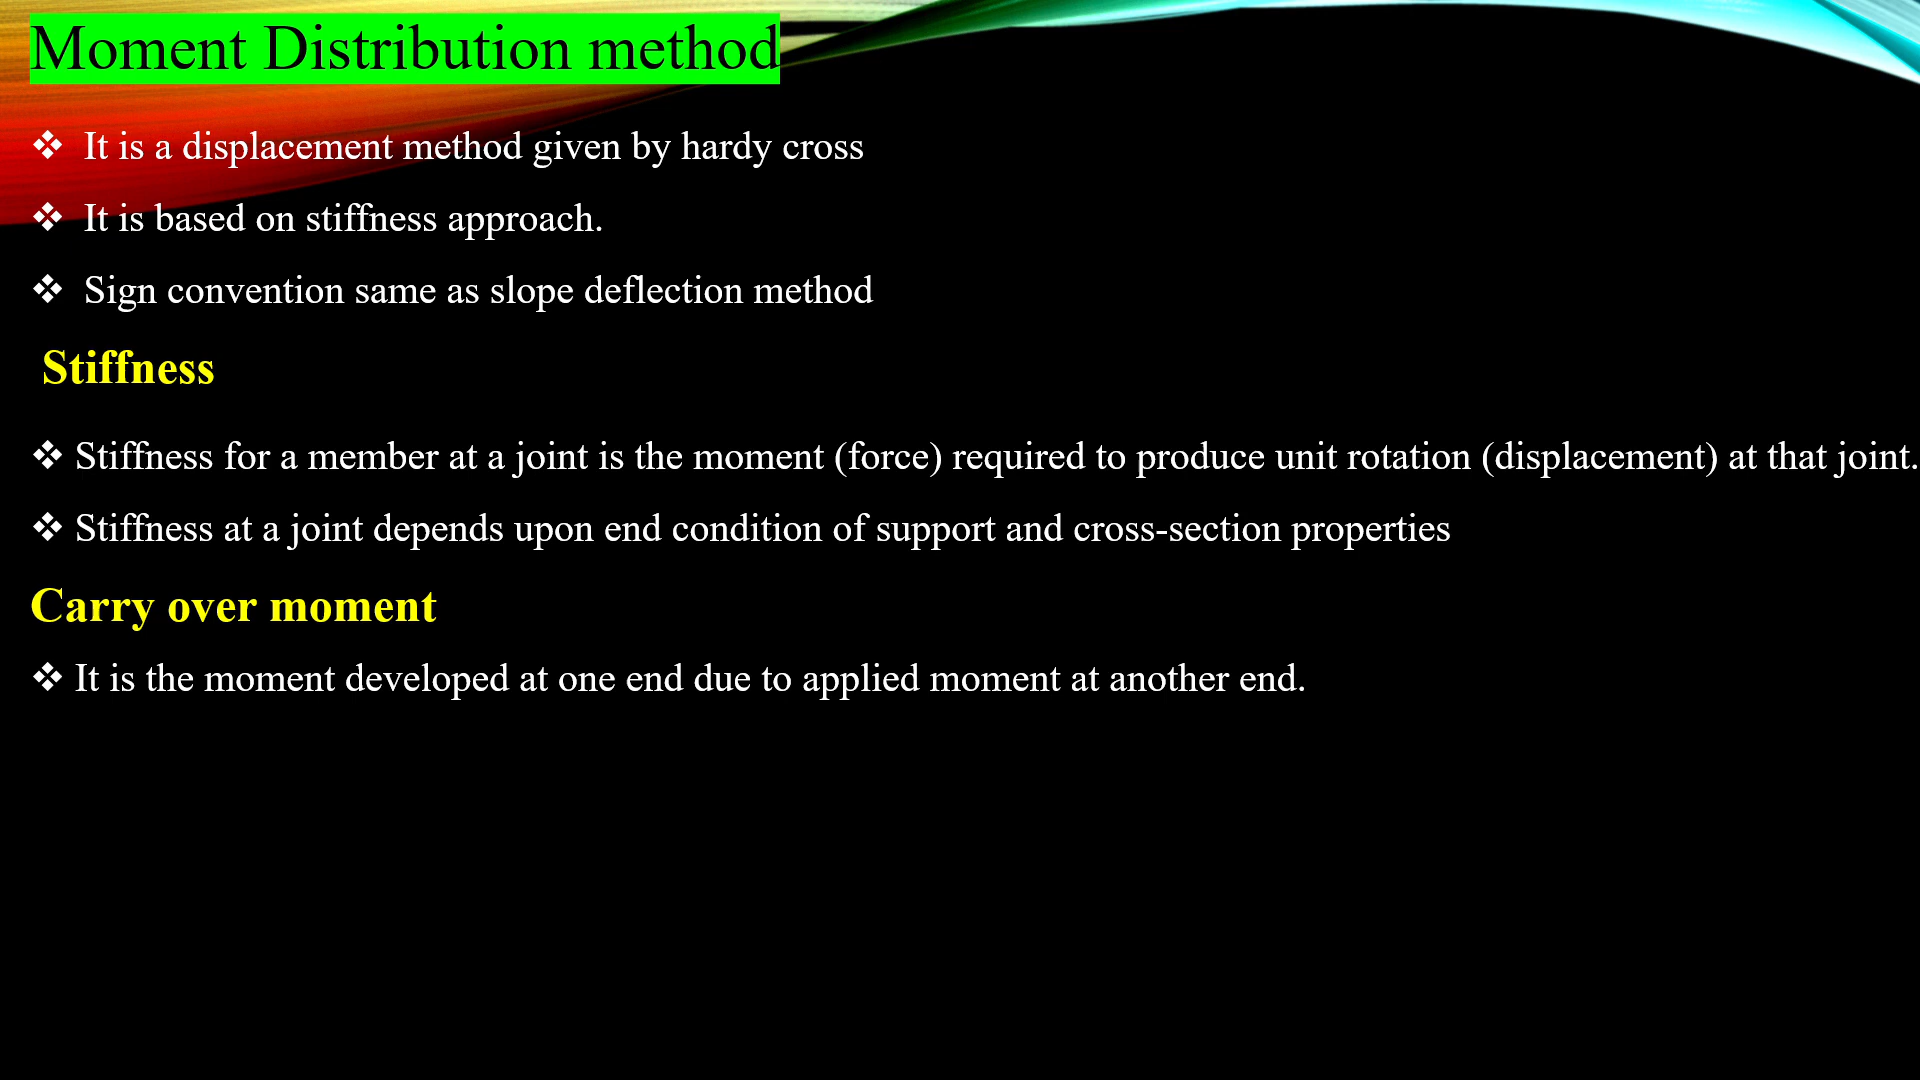 Moment Distribution method
❖ It is a displacement method given by hardy cross
❖ It is based on stiffness approach.
❖ Sign convention same as slope deflection method
Stiffness
❖ Stiffness for a member at a joint is the moment (force) required to produce unit rotation (displacement) at that joint.
❖ Stiffness at a joint depends upon end condition of support and cross-section properties
Carry over moment
❖ It is the moment developed at one end due to applied moment at another end.